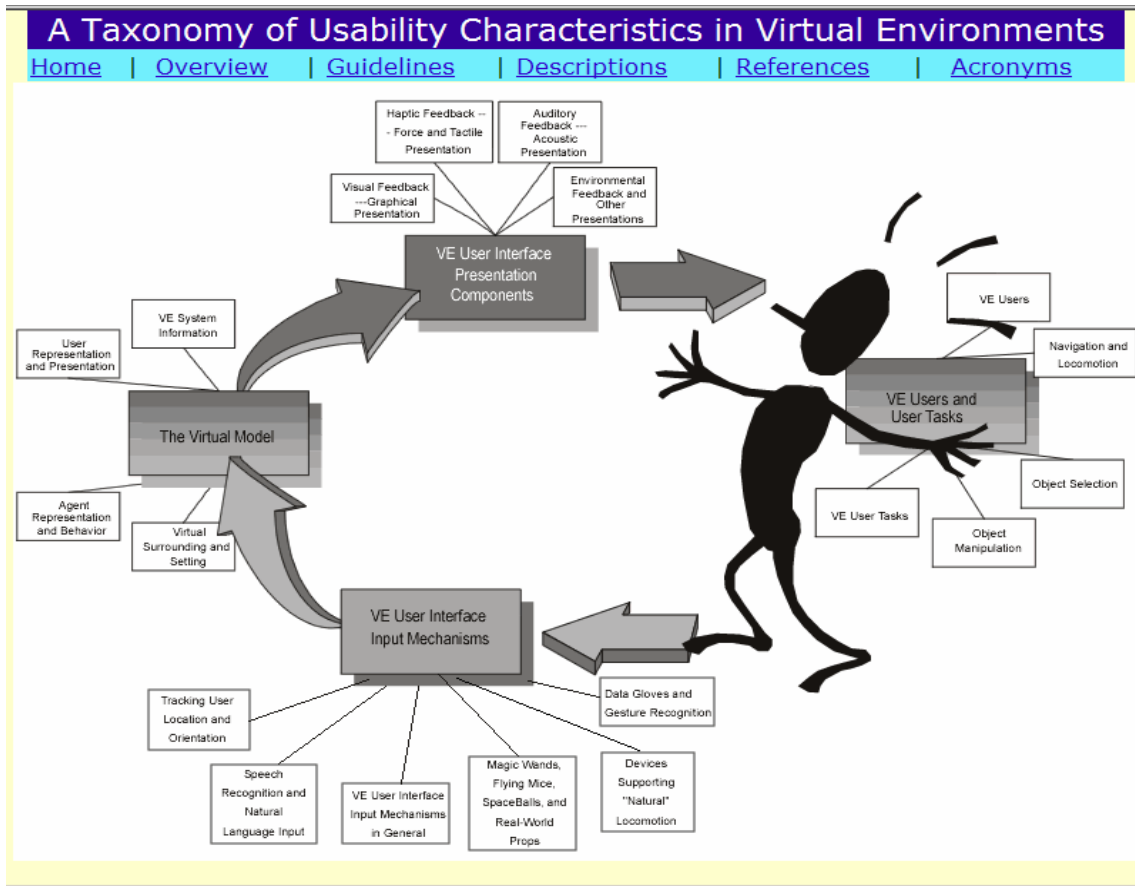 A Taxonomy of Usability Characteristics in Virtual Environments
Home | Overview | Guidelines | Descriptions | References | Acronyms
Haptic Feedback --
- Force and Tactile
Presentation
Auditory
Feedback ---
Acoustic
Presentation
Visual Feedback
---Graphical
Presentation
Environmental
Feedback and
Other
Presentations
VE User Interface
Presentation
Components
VE System
Information
User
Representation
and Presentation
The Virtual Model
Agent
Representation
and Behavior
Virtual
Surrounding and
Setting
VE Users
Navigation and
Locomotion
VE Users and
User Tasks
Object Selection
VE User Tasks
Object
Manipulation
VE User Interface
Input Mechanisms
Tracking User
Location and
Orientation
Speech
Recognition and
Natural
Language Input
VE User Interface
Input Mechanisms
in General
Magic Wands,
Flying Mice,
SpaceBalls, and
Real-World
Props
Devices
Supporting
"Natural"
Locomotion
Data Gloves and
Gesture Recognition